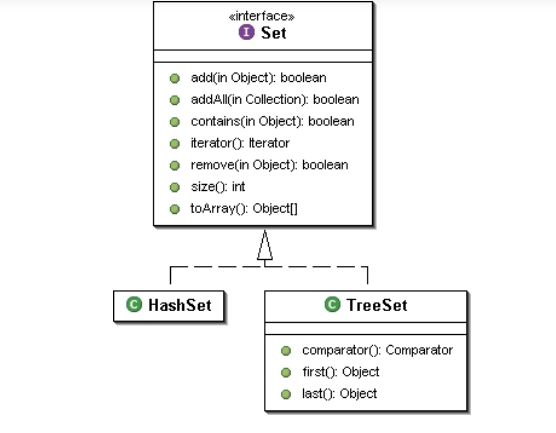 «interface»
I Set
add(in Object): boolean
addAll(in Collection): boolean
contains(in Object): boolean
iterator(): Iterator
remove(in Object): boolean
size(): int
toArray(): Object[]
C HashSet
C TreeSet
comparator(): Comparator
first(): Object
last(): Object